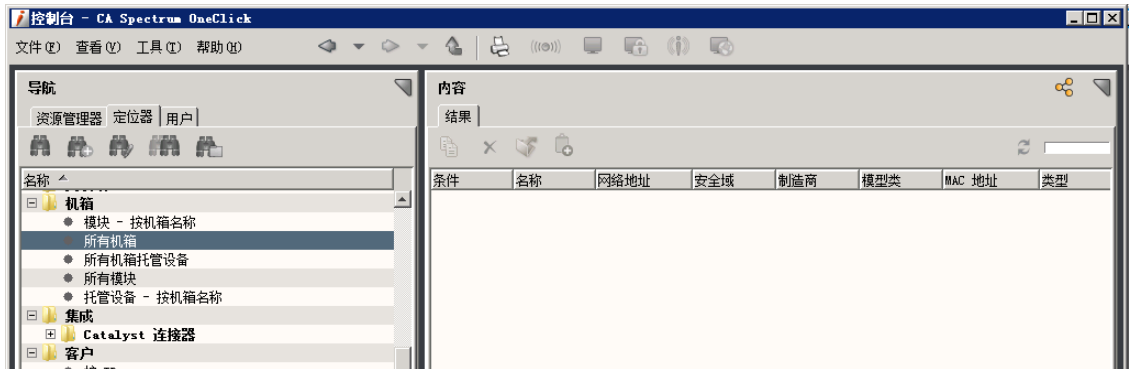 控制台 - CA Spectrum OneClick
文件(F) 查看(V) 工具(T) 帮助(H)
导航
资源管理器 定位器 用户
名称
机箱
模块 - 按机箱名称
所有机箱
所有机箱托管设备
所有模块
托管设备 - 按机箱名称
集成
Catalyst 连接器
客户
内容
结果
条件 名称 网络地址 安全域 制造商 模型类 MAC 地址 类型